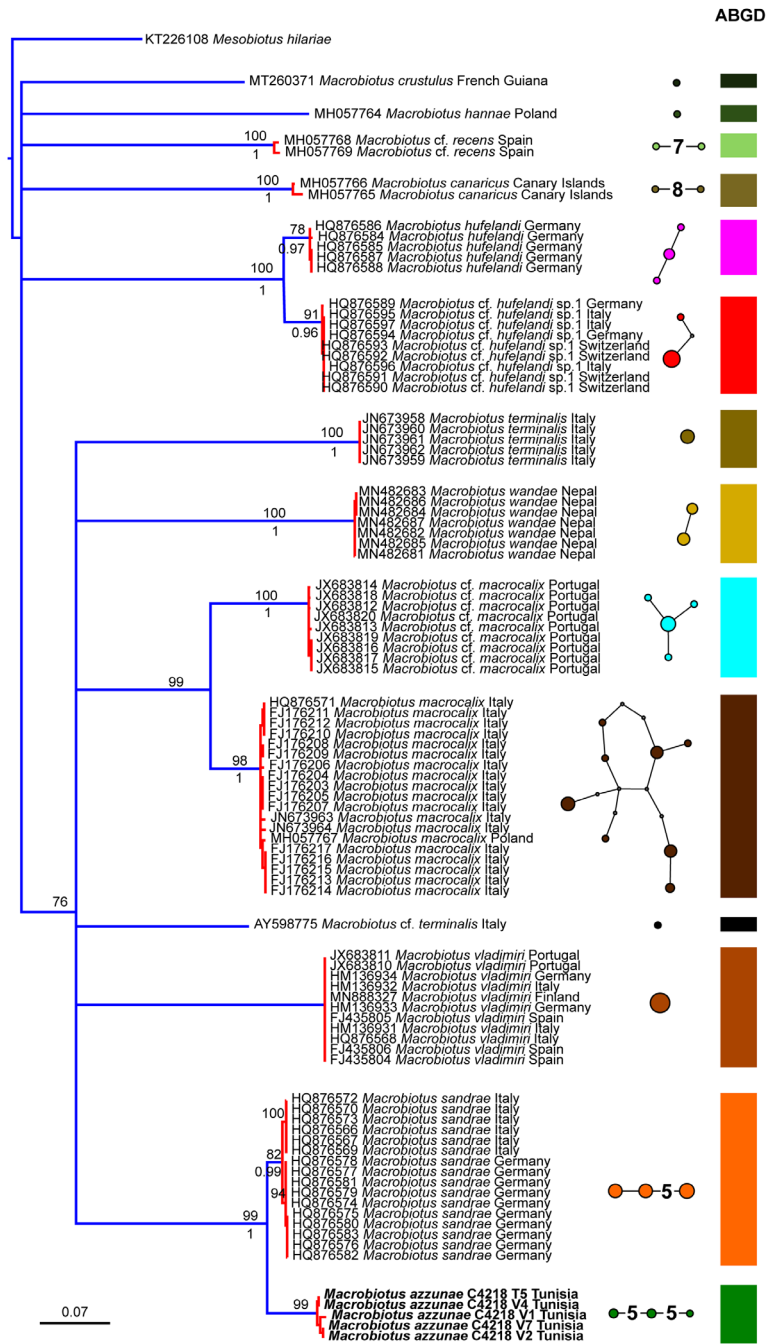 ABGD
KT226108 Mesobiotus hilariae
MT260371 Macrobiotus crustulus French Guiana
MH057764 Macrobiotus hannae Poland
100
MH057768 Macrobiotus cf. recens Spain
7
1
MH057769 Macrobiotus cf. recens Spain
100
MH057766 Macrobiotus canaricus Canary Islands
8
1
MH057765 Macrobiotus canaricus Canary Islands
HQ876586 Macrobiotus hufelandi Germany
78
HQ876584 Macrobiotus hufelandi Germany
HQ876585 Macrobiotus hufelandi Germany
0.97
HQ876587 Macrobiotus hufelandi Germany
HQ876588 Macrobiotus hufelandi Germany
100
1
HQ876589 Macrobiotus cf. hufelandi sp.1 Germany
91
HQ876595 Macrobiotus cf. hufelandi sp.1 Italy
HQ876597 Macrobiotus cf. hufelandi sp.1 Italy
0.96
HQ876594 Macrobiotus cf. hufelandi sp.1 Germany
HQ876593 Macrobiotus cf. hufelandi sp.1 Switzerland
HQ876592 Macrobiotus cf. hufelandi sp.1 Switzerland
HQ876596 Macrobiotus cf. hufelandi sp.1 Italy
HQ876591 Macrobiotus cf. hufelandi sp.1 Switzerland
HQ876590 Macrobiotus cf. hufelandi sp.1 Switzerland
JN673958 Macrobiotus terminalis Italy
JN673960 Macrobiotus terminalis Italy
100
JN673961 Macrobiotus terminalis Italy
1
JN673962 Macrobiotus terminalis Italy
JN673959 Macrobiotus terminalis Italy
MN482683 Macrobiotus wandae Nepal
MN482686 Macrobiotus wandae Nepal
100
MN482684 Macrobiotus wandae Nepal
MN482687 Macrobiotus wandae Nepal
1
MN482682 Macrobiotus wandae Nepal
MN482685 Macrobiotus wandae Nepal
MN482681 Macrobiotus wandae Nepal
JX683814 Macrobiotus cf. macrocalix Portugal
100
JX683818 Macrobiotus cf. macrocalix Portugal
1
JX683812 Macrobiotus cf. macrocalix Portugal
JX683820 Macrobiotus cf. macrocalix Portugal
JX683813 Macrobiotus cf. macrocalix Portugal
JX683819 Macrobiotus cf. macrocalix Portugal
JX683816 Macrobiotus cf. macrocalix Portugal
JX683817 Macrobiotus cf. macrocalix Portugal
JX683815 Macrobiotus cf. macrocalix Portugal
99
HQ876571 Macrobiotus macrocalix Italy
FJ176211 Macrobiotus macrocalix Italy
FJ176212 Macrobiotus macrocalix Italy
FJ176210 Macrobiotus macrocalix Italy
FJ176208 Macrobiotus macrocalix Italy
FJ176209 Macrobiotus macrocalix Italy
98
FJ176206 Macrobiotus macrocalix Italy
1
FJ176204 Macrobiotus macrocalix Italy
FJ176203 Macrobiotus macrocalix Italy
FJ176205 Macrobiotus macrocalix Italy
FJ176207 Macrobiotus macrocalix Italy
JN673963 Macrobiotus macrocalix Italy
JN673964 Macrobiotus macrocalix Italy
MH057767 Macrobiotus macrocalix Poland
FJ176217 Macrobiotus macrocalix Italy
FJ176216 Macrobiotus macrocalix Italy
FJ176215 Macrobiotus macrocalix Italy
FJ176213 Macrobiotus macrocalix Italy
FJ176214 Macrobiotus macrocalix Italy
76
AY598775 Macrobiotus cf. terminalis Italy
JX683811 Macrobiotus vladimiri Portugal
JX683810 Macrobiotus vladimiri Portugal
HM136934 Macrobiotus vladimiri Germany
HM136932 Macrobiotus vladimiri Italy
MN888327 Macrobiotus vladimiri Finland
HM136933 Macrobiotus vladimiri Germany
FJ435805 Macrobiotus vladimiri Spain
HM136931 Macrobiotus vladimiri Italy
HQ876568 Macrobiotus vladimiri Italy
FJ435806 Macrobiotus vladimiri Spain
FJ435804 Macrobiotus vladimiri Spain
HQ876572 Macrobiotus sandrae Italy
HQ876570 Macrobiotus sandrae Italy
100
HQ876573 Macrobiotus sandrae Italy
HQ876566 Macrobiotus sandrae Italy
HQ876567 Macrobiotus sandrae Italy
82
HQ876569 Macrobiotus sandrae Italy
HQ876578 Macrobiotus sandrae Germany
0.99
HQ876577 Macrobiotus sandrae Germany
HQ876581 Macrobiotus sandrae Germany
94
HQ876579 Macrobiotus sandrae Germany
5
HQ876574 Macrobiotus sandrae Germany
HQ876575 Macrobiotus sandrae Germany
HQ876580 Macrobiotus sandrae Germany
HQ876583 Macrobiotus sandrae Germany
HQ876576 Macrobiotus sandrae Germany
HQ876582 Macrobiotus sandrae Germany
99
1
Macrobiotus azzunae C4218 T5 Tunisia
99
Macrobiotus azzunae C4218 V4 Tunisia
Macrobiotus azzunae C4218 V1 Tunisia
5 5
Macrobiotus azzunae C4218 V7 Tunisia
Macrobiotus azzunae C4218 V2 Tunisia
0.07